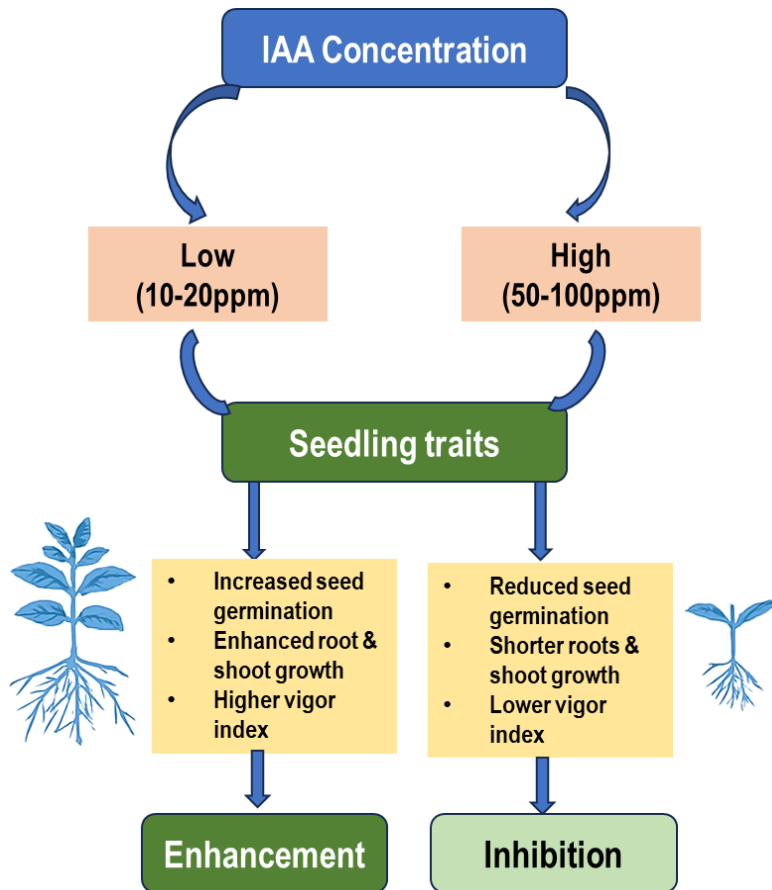 IAA Concentration
Low
(10-20ppm)
High
(50-100ppm)
Seedling traits
• Increased seed
germination
• Enhanced root &
shoot growth
• Higher vigor
index
• Reduced seed
germination
• Shorter roots &
shoot growth
• Lower vigor
index
Enhancement
Inhibition